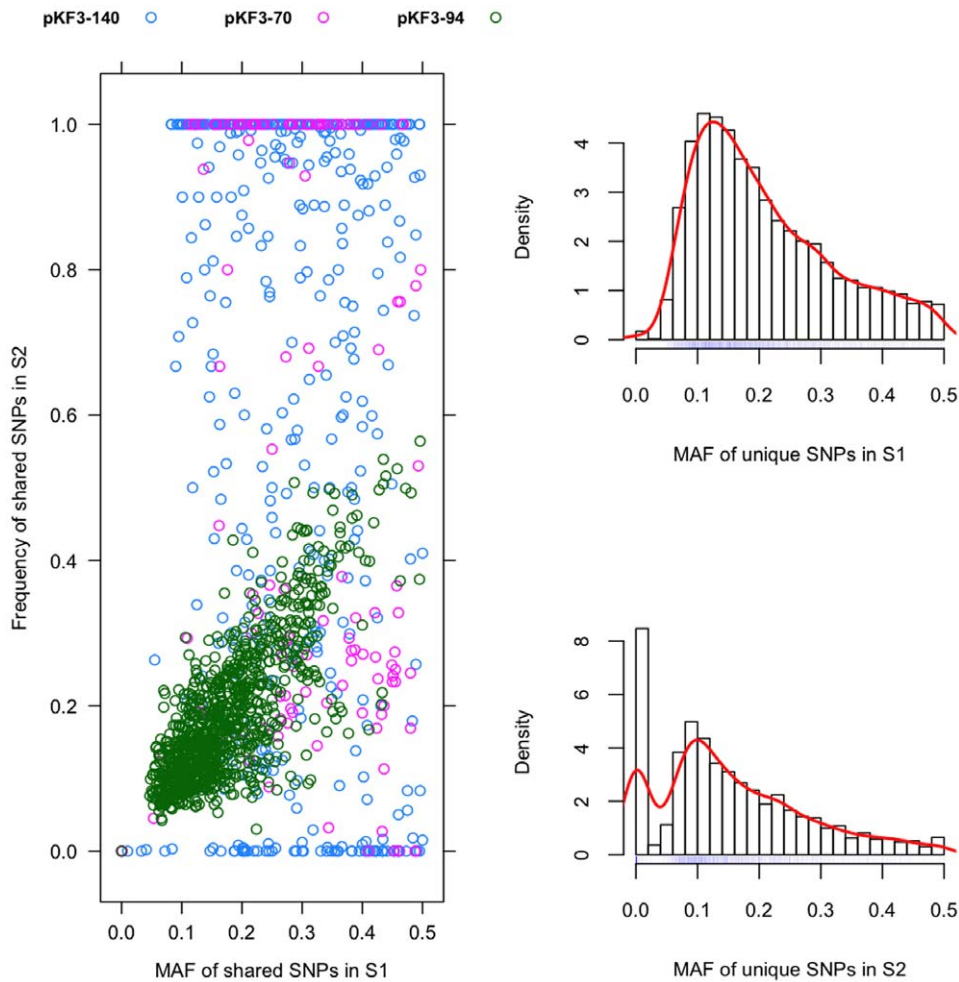 pKF3-140 pKF3-70 pKF3-94
Frequency of shared SNPs in S2
1.0
0.8
0.6
0.4
0.2
0.0
0.0 0.1 0.2 0.3 0.4 0.5
MAF of shared SNPs in S1
Density
4
3
2
1
0
0.0 0.1 0.2 0.3 0.4 0.5
MAF of unique SNPs in S1
Density
8
6
4
2
0
0.0 0.1 0.2 0.3 0.4 0.5
MAF of unique SNPs in S2